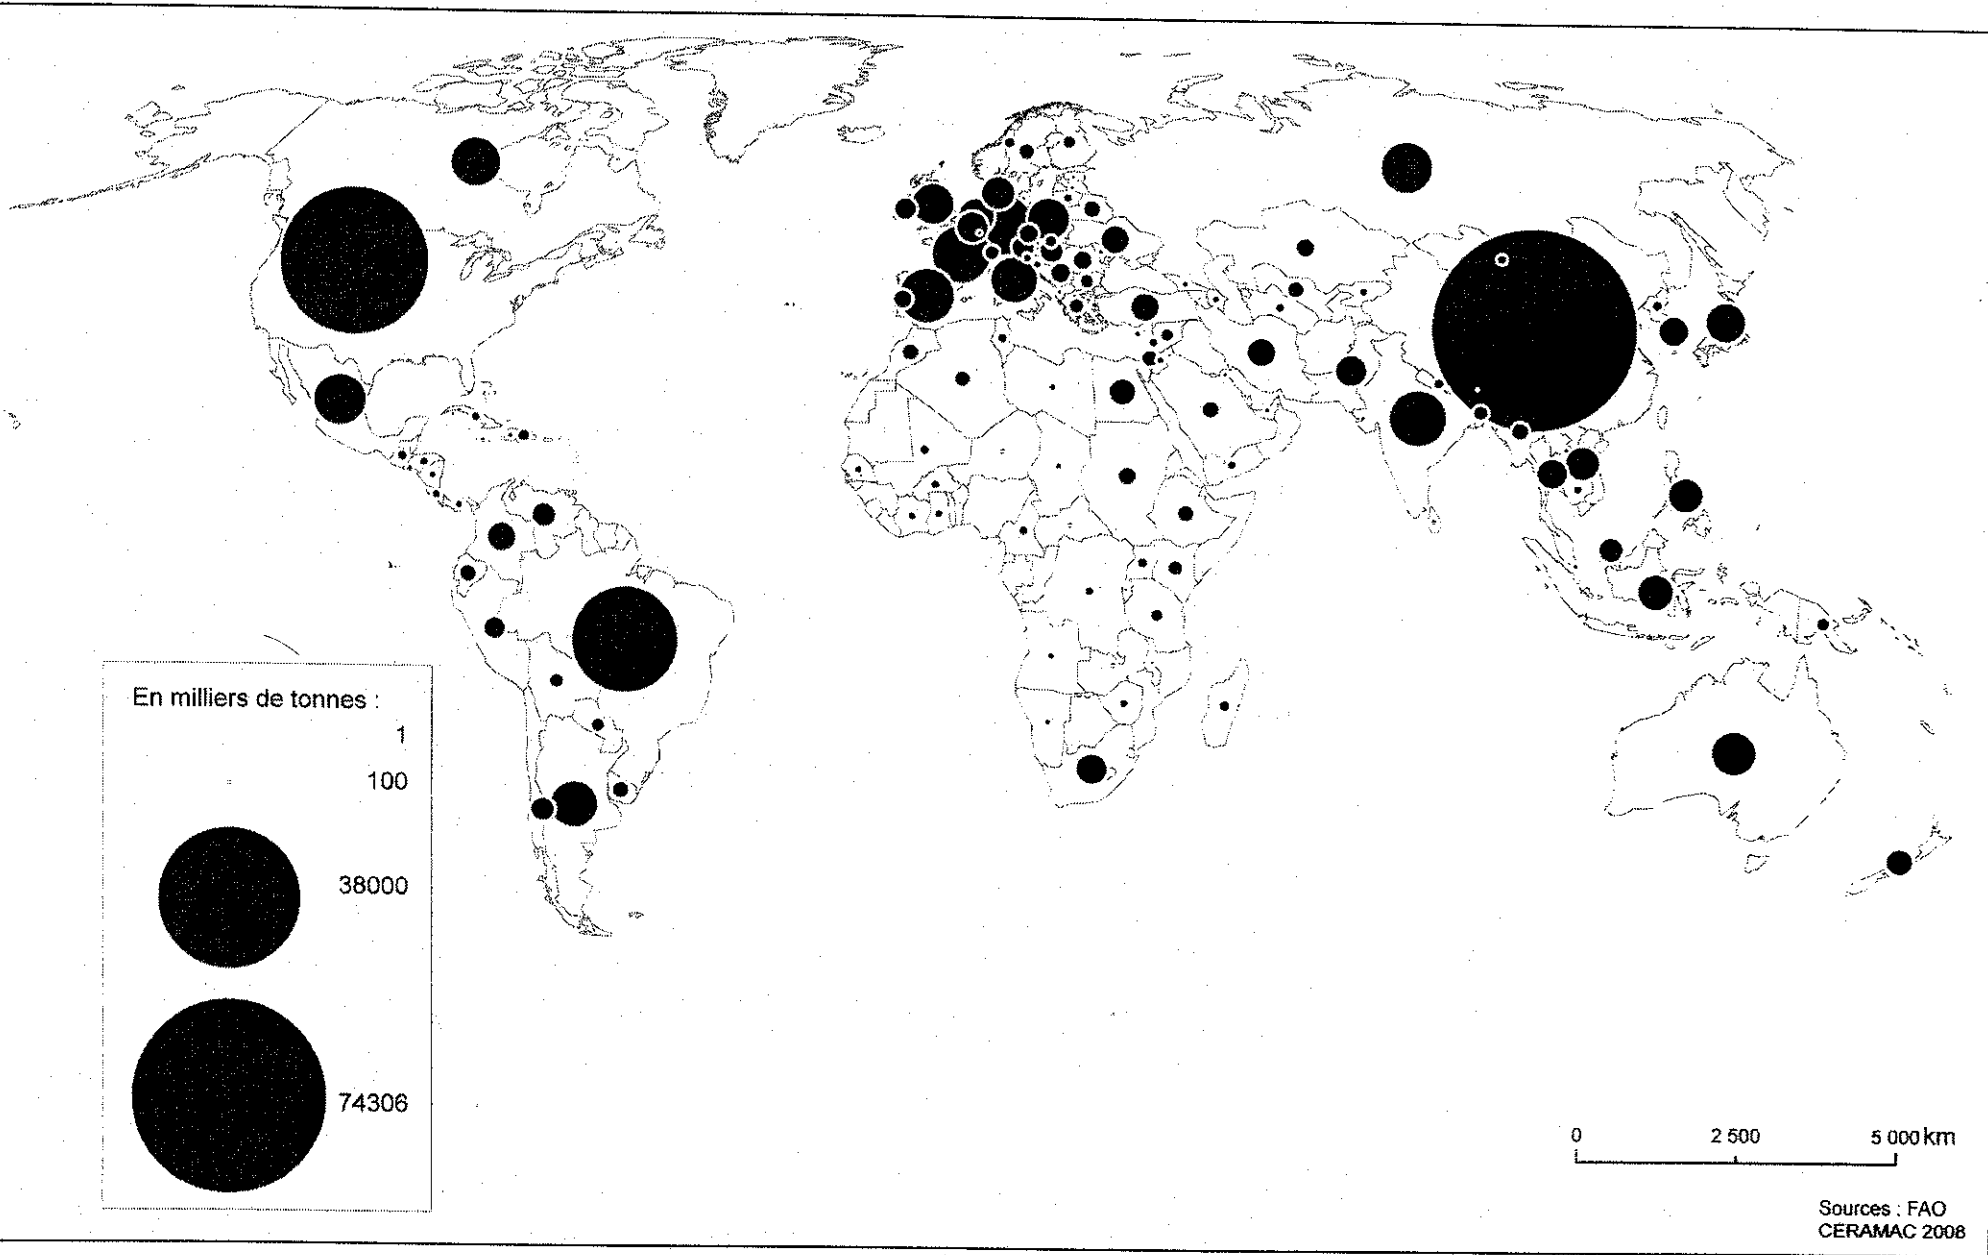 En milliers de tonnes :
1
100
38000
74306
0 2 500 5 000 km
Sources : FAO
CERAMAC 2008